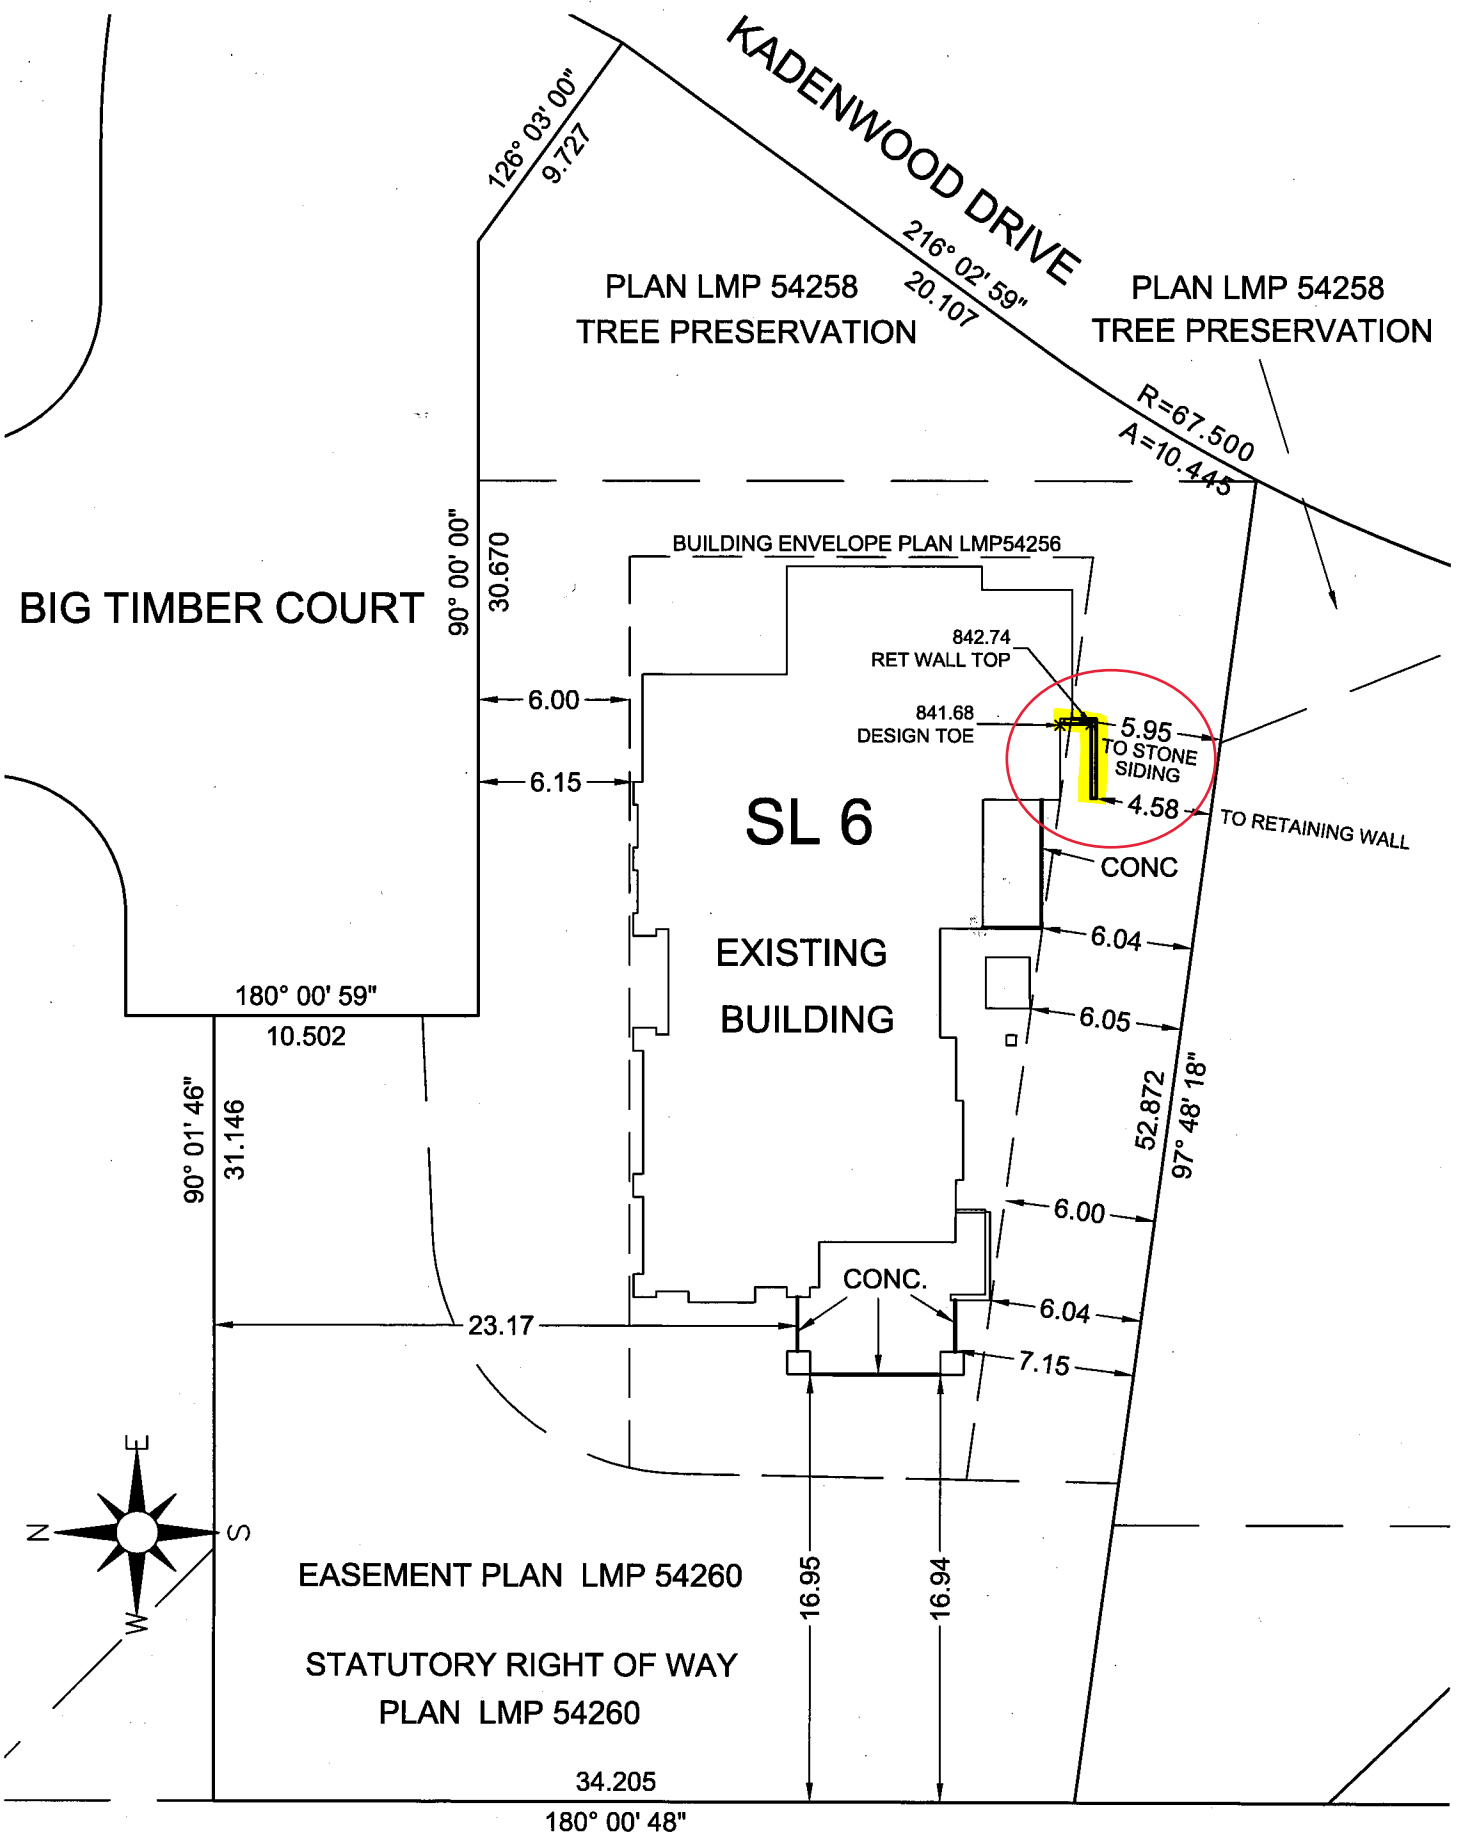 KADENWOOD DRIVE
126° 03' 00"
9.727
216° 02' 59"
20.107
PLAN LMP 54258
TREE PRESERVATION
PLAN LMP 54258
TREE PRESERVATION
R=67.500
A=10.445
BUILDING ENVELOPE PLAN LMP54256
90° 00' 00"
30.670
BIG TIMBER COURT
842.74
RET WALL TOP
841.68
DESIGN TOE
6.00
5.95
TO STONE
SIDING
6.15
4.58
TO RETAINING WALL
SL 6
CONC
EXISTING
BUILDING
6.04
6.05
180° 00' 59"
10.502
90° 01' 46"
31.146
52.872
97° 48' 18"
6.00
CONC.
6.04
23.17
7.15
E
N
S
W
16.95
16.94
EASEMENT PLAN LMP 54260
STATUTORY RIGHT OF WAY
PLAN LMP 54260
34.205
180° 00' 48"